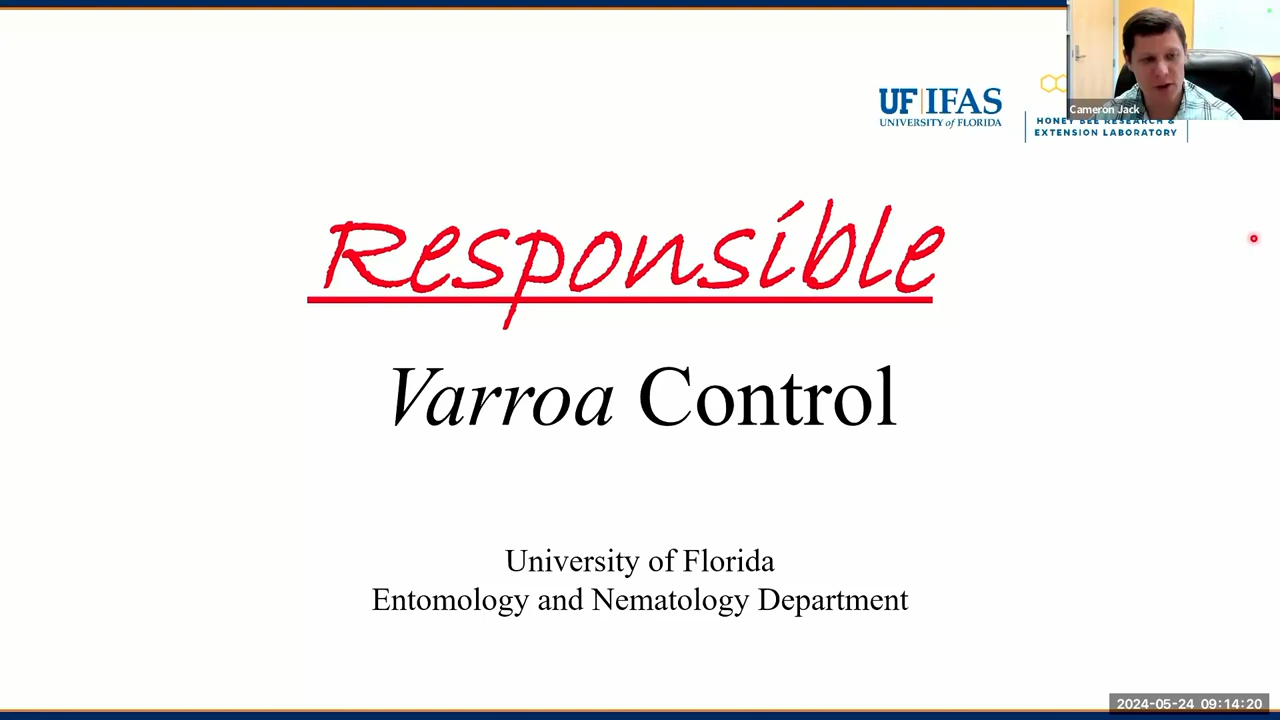 Cameron Jack
UF|IFAS
UNIVERSITY of FLORIDA
HONEY BEE RESEARCH &
EXTENSION LABORATORY
Responsible
Varroa Control
University of Florida
Entomology and Nematology Department
2024-05-24 09:14:20